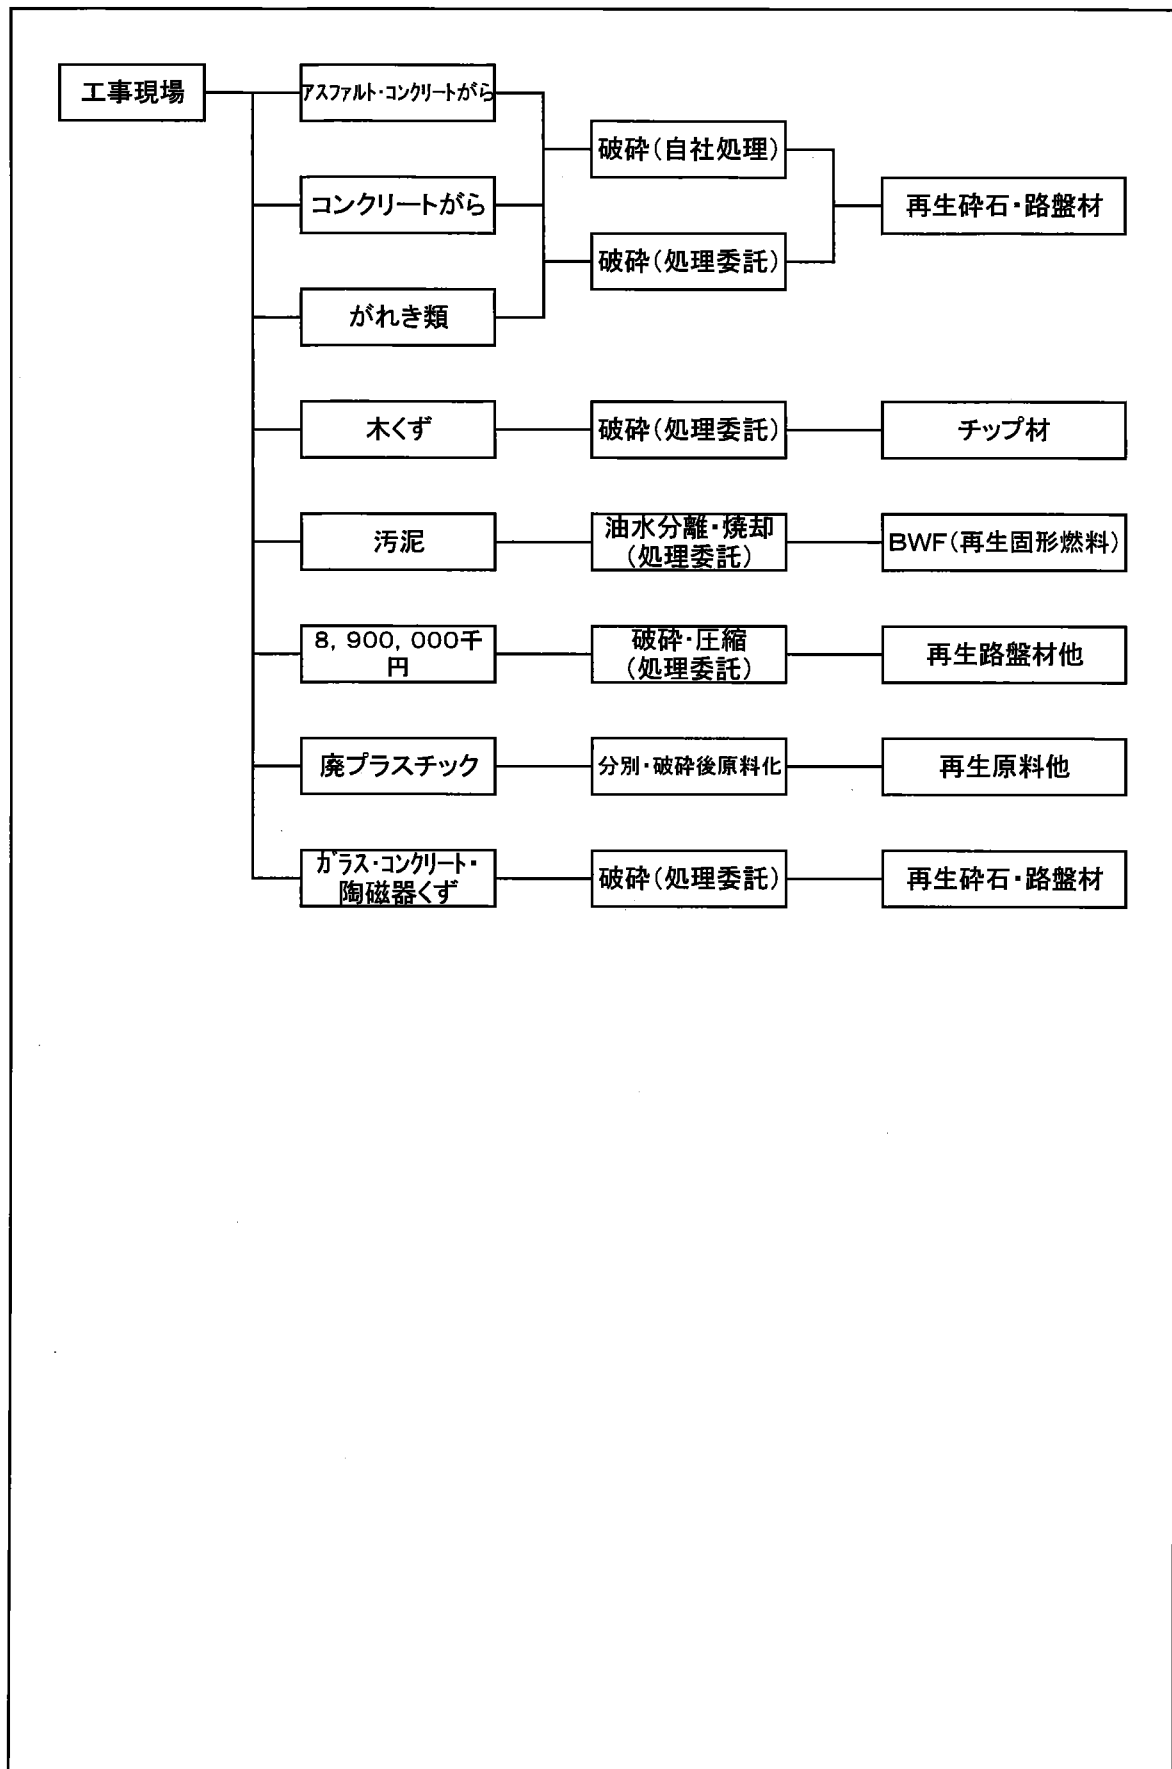 工事現場
アスファルト・コンクリートがら
破砕（自社処理）
コンクリートがら
再生砕石・路盤材
破砕（処理委託）
がれき類
木くず
破砕（処理委託）
チップ材
汚泥
油水分離・焼却
（処理委託）
BWF（再生固形燃料）
8，900，000千
円
破砕・圧縮
（処理委託）
再生路盤材他
廃プラスチック
分別・破砕後原料化
再生原料他
ガラス・コンクリート・
陶磁器くず
破砕（処理委託）
再生砕石・路盤材